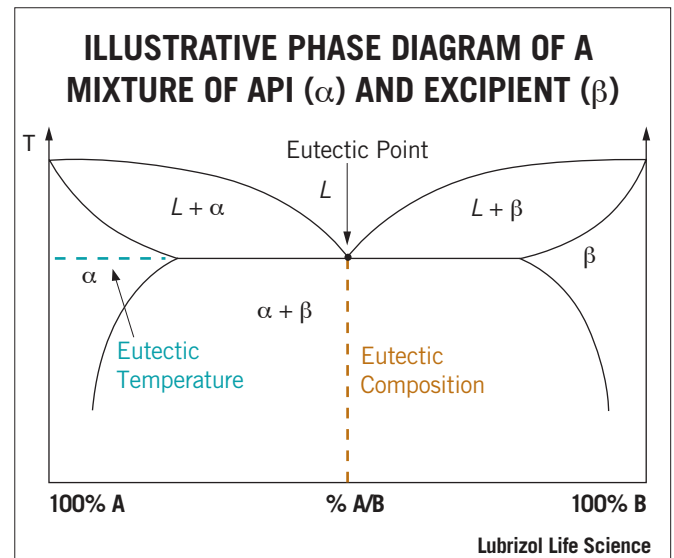 ILLUSTRATIVE PHASE DIAGRAM OF A
MIXTURE OF API (α) AND EXCIPIENT (β)
T
Eutectic Point
L
L + α
L + β
α
β
α + β
Eutectic
Temperature
Eutectic
Composition
100% A
% A/B
100% B
Lubrizol Life Science